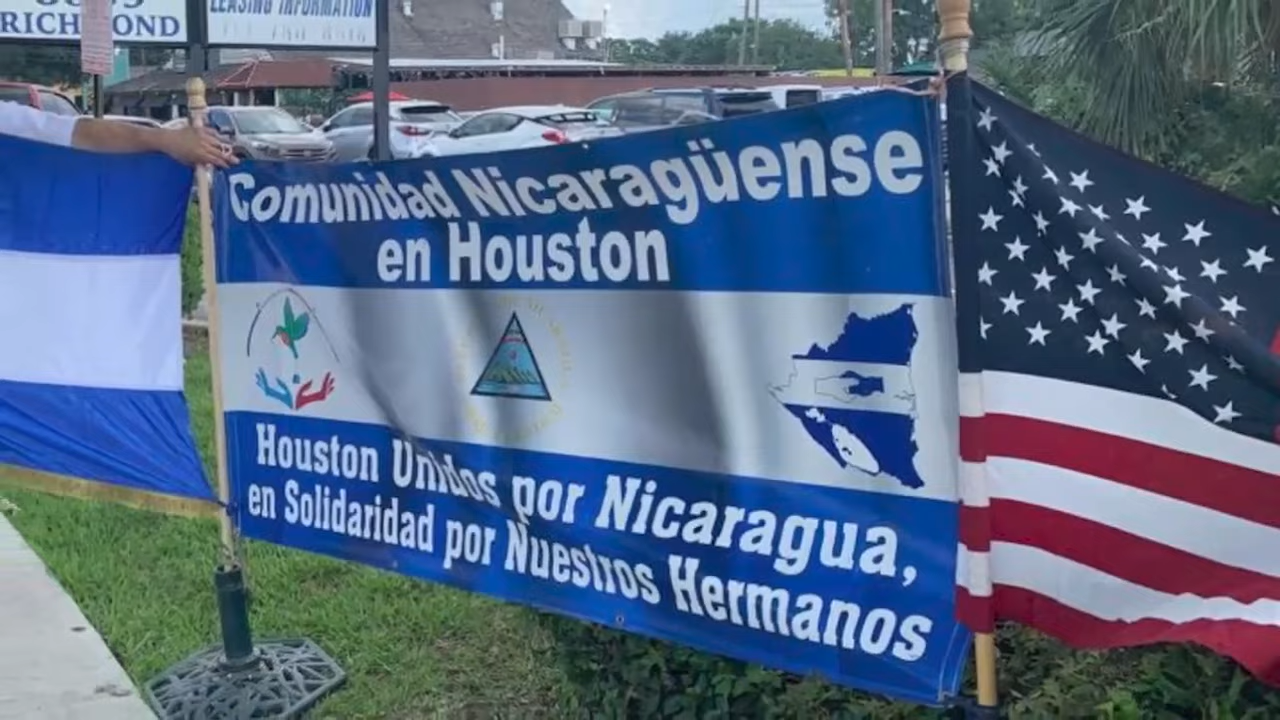 RICHMOND
LEASING INFORMATION
Comunidad Nicaragüense
en Houston
Houston Unidos por Nicaragua,
en Solidaridad por Nuestros Hermanos